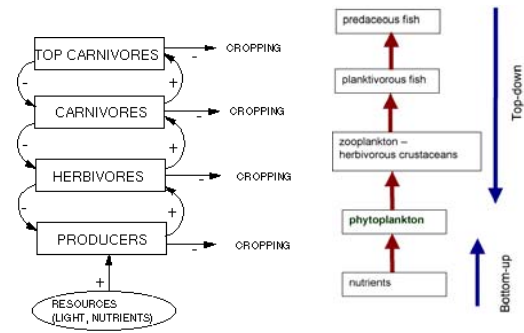 TOP CARNIVORES
- CROPPING
- +
CARNIVORES
- CROPPING
- +
HERBIVORES
- CROPPING
- +
PRODUCERS
- CROPPING
+
RESOURCES
(LIGHT, NUTRIENTS)
predaceous fish
planktivorous fish
zooplankton –
herbivorous crustaceans
phytoplankton
nutrients
Top-down
Bottom-up